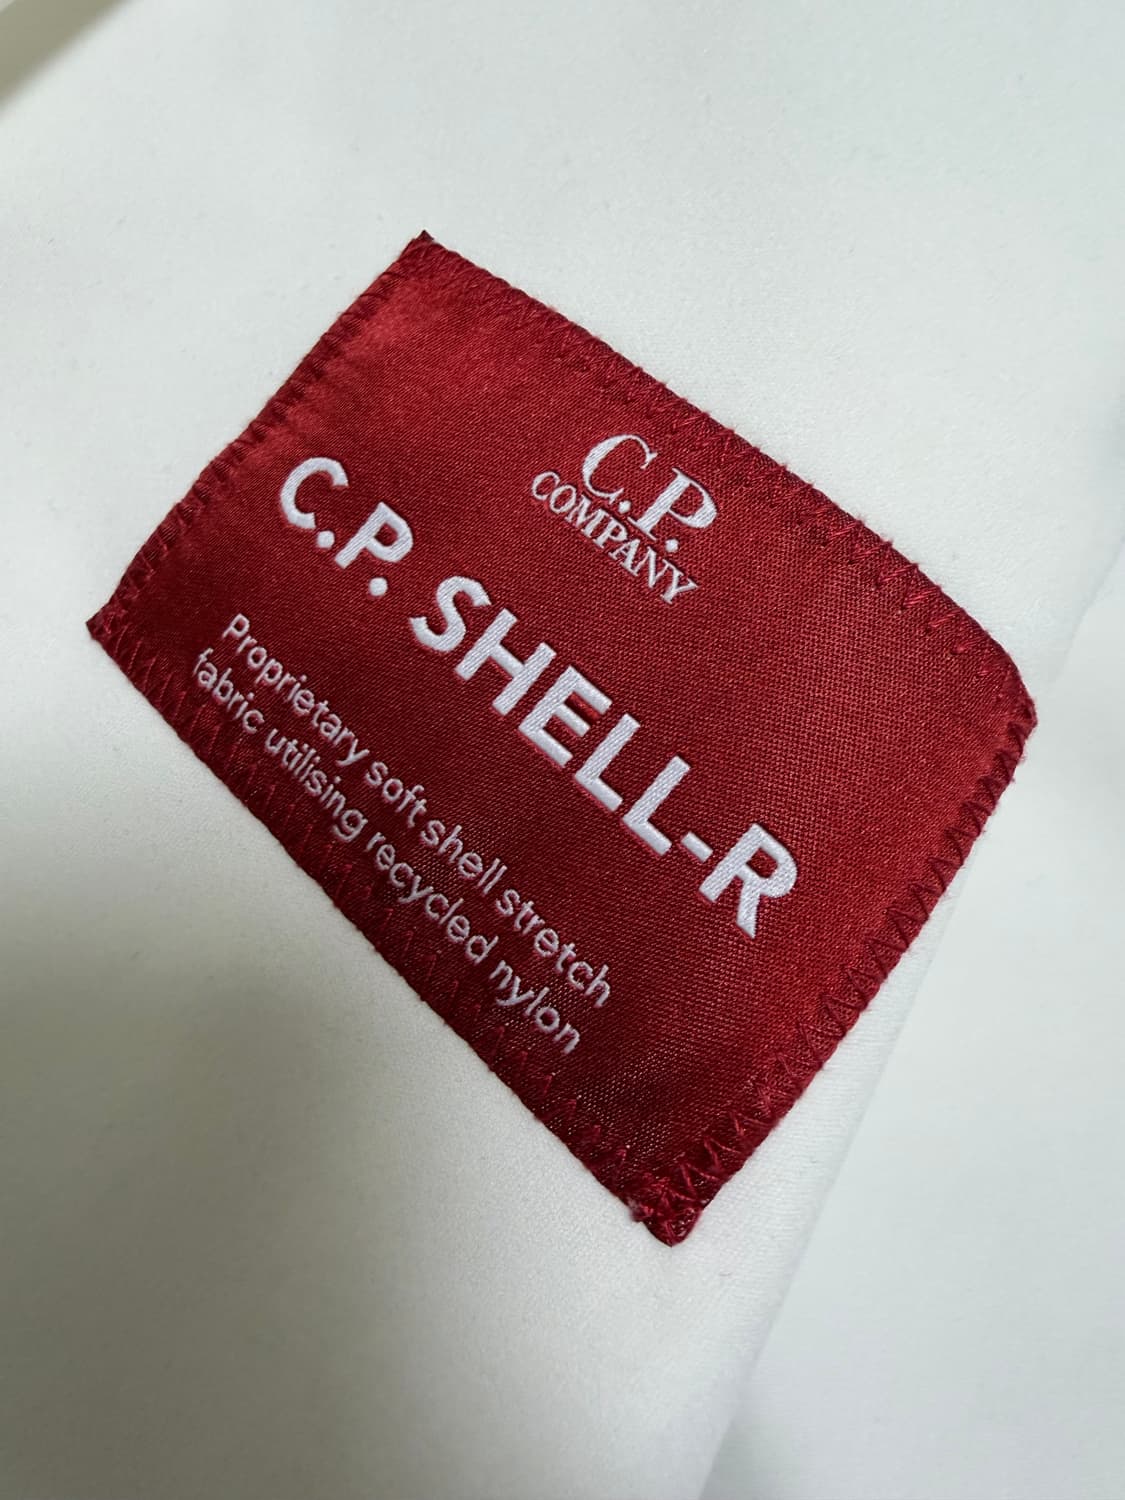 C.P.
COMPANY
C.P. SHELL-R
Proprietary soft shell stretch
fabric utilising recycled nylon